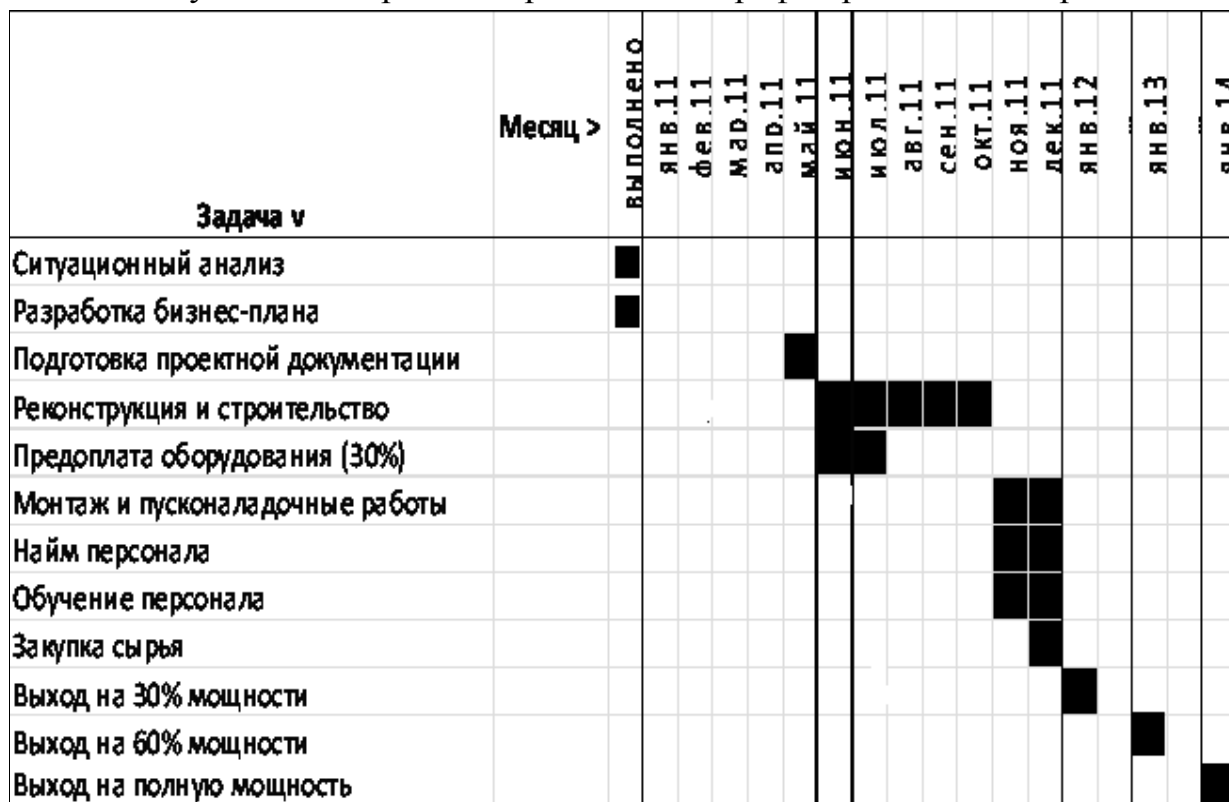 Месяц >
выполнено
янв.11
фев.11
мар.11
апр.11
май.11
июн.11
июл.11
авг.11
сен.11
окт.11
ноя.11
дек.11
янв.12
...
янв.13
...
янв.14
Задача v
Ситуационный анализ
Разработка бизнес-плана
Подготовка проектной документации
Реконструкция и строительство
Предоплата оборудования (30%)
Монтаж и пусконаладочные работы
Найм персонала
Обучение персонала
Закупка сырья
Выход на 30% мощности
Выход на 60% мощности
Выход на полную мощность